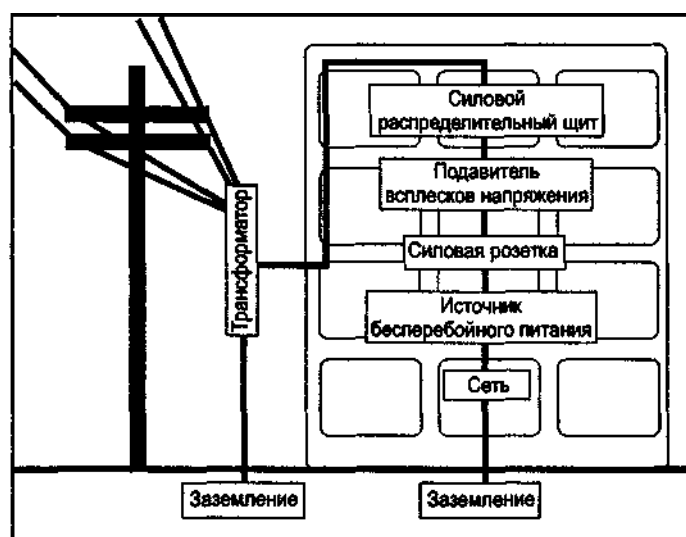 Силовой
распределительный щит
Подавитель
всплесков напряжения
Трансформатор
Силовая розетка
Источник
бесперебойного питания
Сеть
Заземление
Заземление